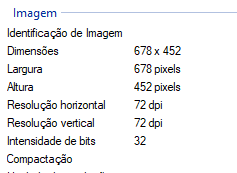 Imagem
Identificação de Imagem
Dimensões 678 x 452
Largura 678 pixels
Altura 452 pixels
Resolução horizontal 72 dpi
Resolução vertical 72 dpi
Intensidade de bits 32
Compactação